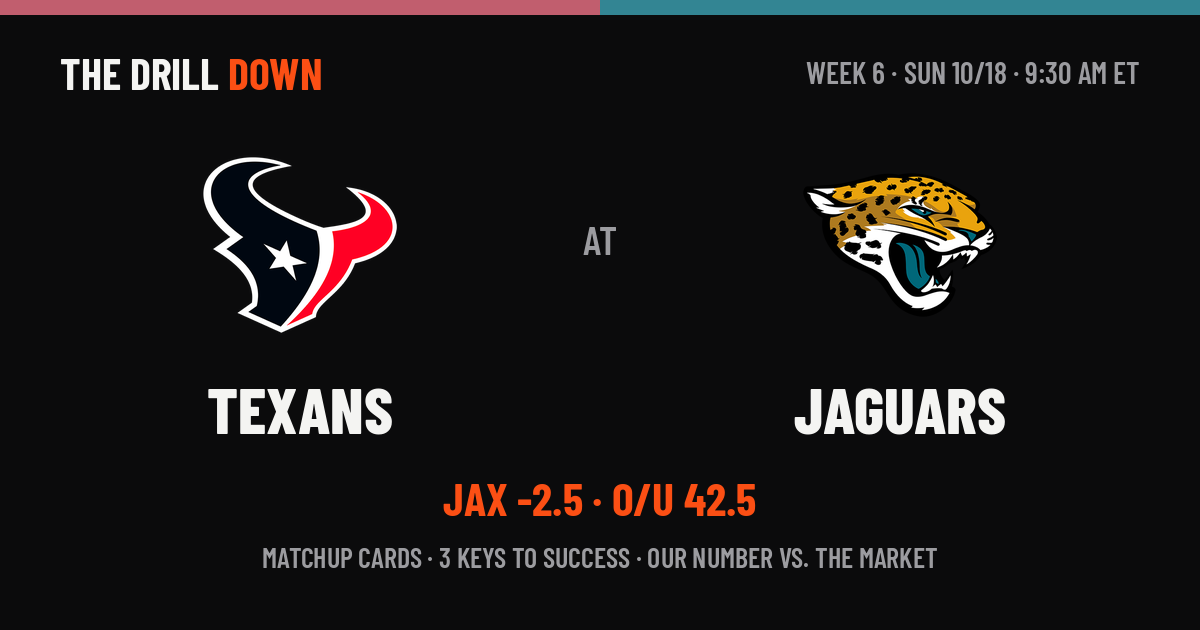 THE DRILL DOWN
WEEK 6 · SUN 10/18 · 9:30 AM ET
AT
TEXANS
JAGUARS
JAX -2.5 · O/U 42.5
MATCHUP CARDS · 3 KEYS TO SUCCESS · OUR NUMBER VS. THE MARKET